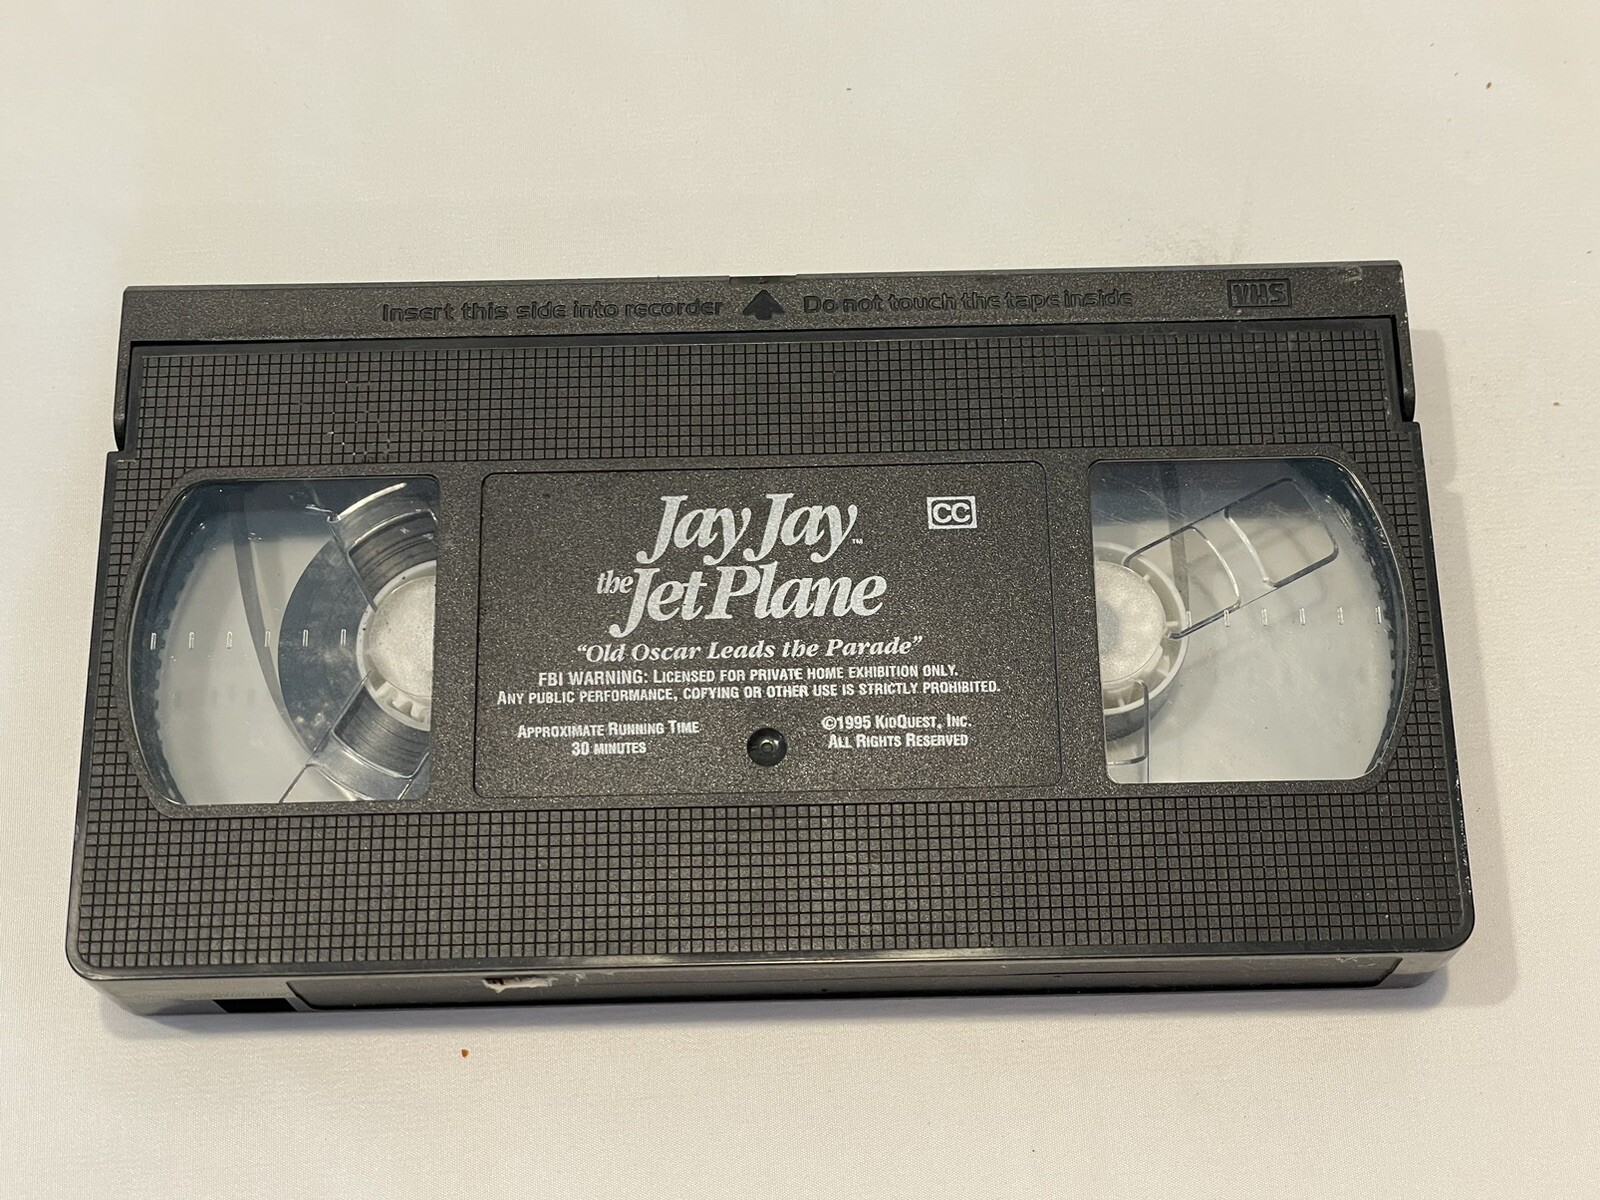 Insert this side into recorder Do not touch the tape inside VHS
Jay Jay™ CC
the Jet Plane
“Old Oscar Leads the Parade”
FBI WARNING: LICENSED FOR PRIVATE HOME EXHIBITION ONLY.
ANY PUBLIC PERFORMANCE, COPYING OR OTHER USE IS STRICTLY PROHIBITED.
APPROXIMATE RUNNING TIME
30 MINUTES
©1995 KIDQUEST, INC.
ALL RIGHTS RESERVED